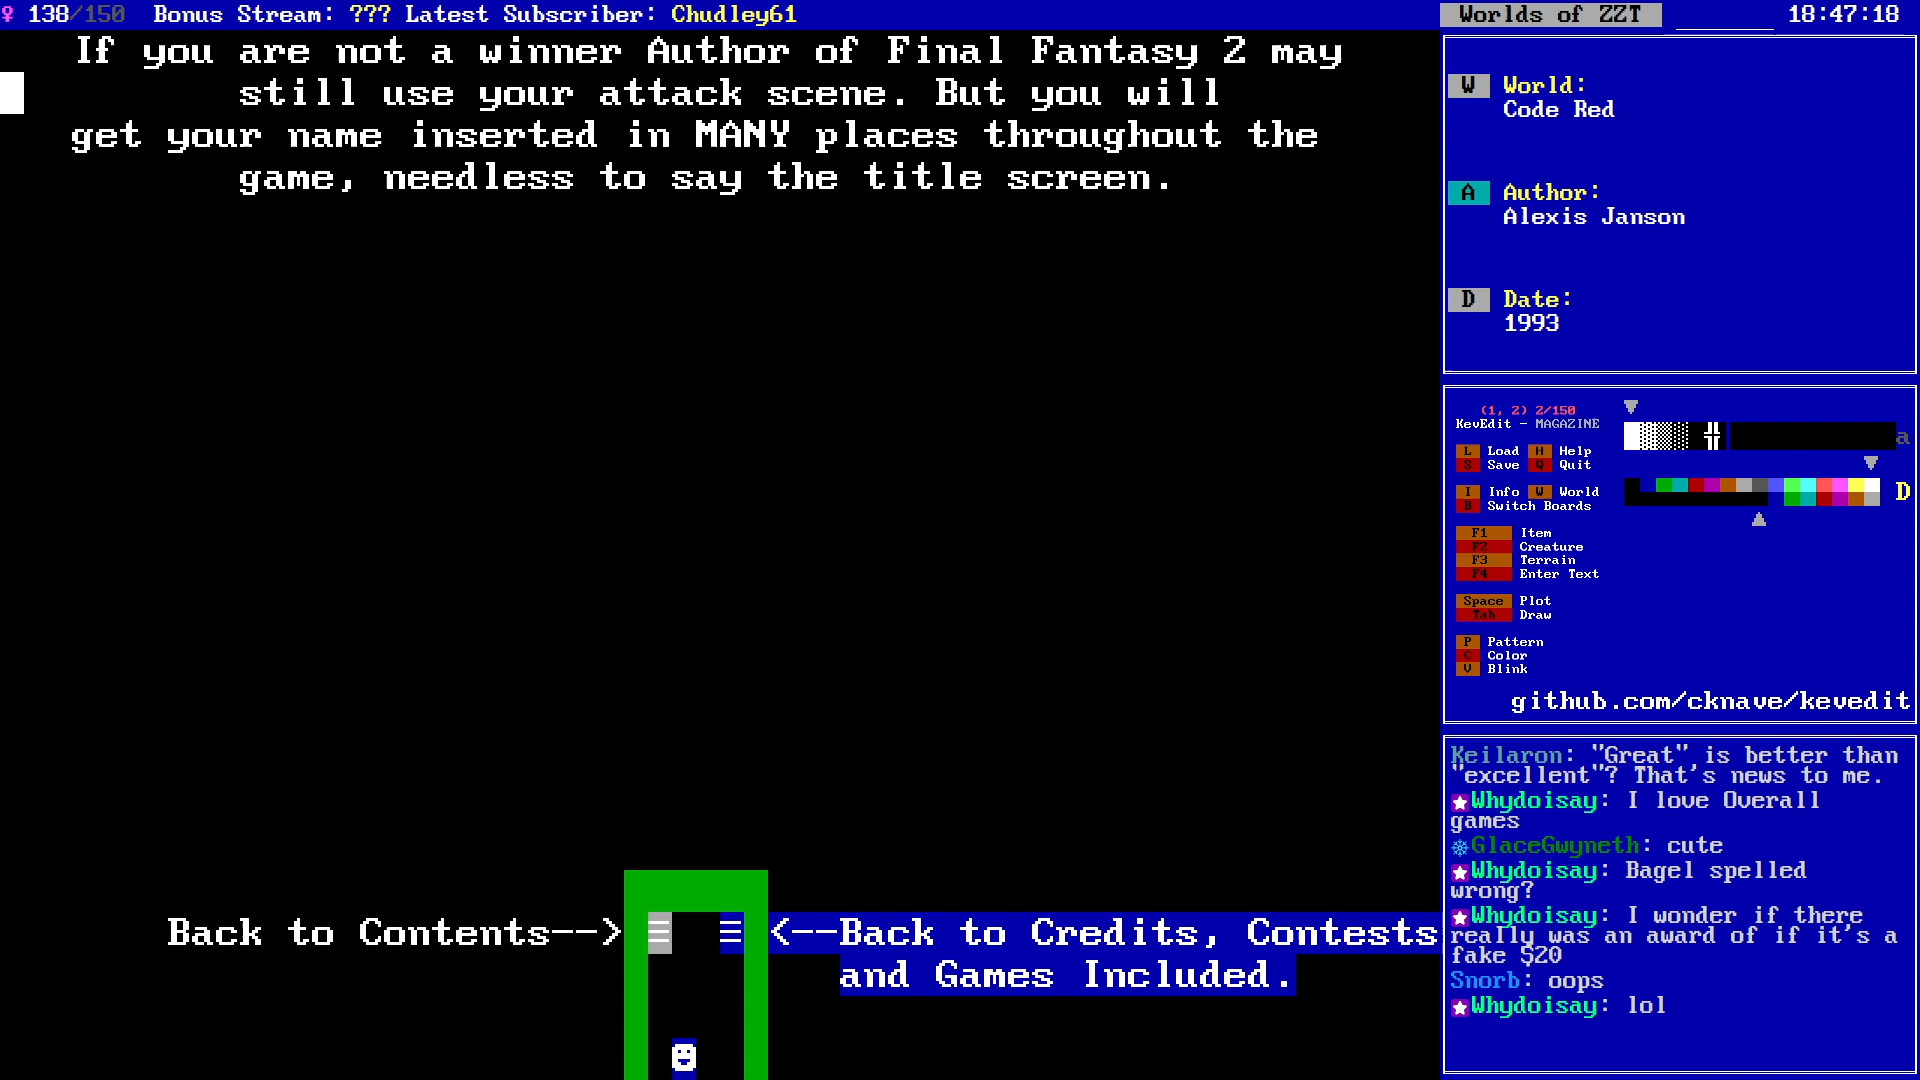 ♀ 138/150 Bonus Stream: ??? Latest Subscriber: Chudley61
Worlds of ZZT
18:47:18
If you are not a winner Author of Final Fantasy 2 may
still use your attack scene. But you will
get your name inserted in MANY places throughout the
game, needless to say the title screen.
Back to Contents-->
<--Back to Credits, Contests
and Games Included.
W World:
Code Red
A Author:
Alexis Janson
D Date:
1993
(1, 2) 2/150
KevEdit - MAGAZINE
L Load H Help
S Save Q Quit
I Info W World
B Switch Boards
F1 Item
F2 Creature
F3 Terrain
F4 Enter Text
Space Plot
Tab Draw
P Pattern
C Color
V Blink
a
D
github.com/cknave/kevedit
Keilaron: "Great" is better than
"excellent"? That's news to me.
Whydoisay: I love Overall
games
GlaceGwyneth: cute
Whydoisay: Bagel spelled
wrong?
Whydoisay: I wonder if there
really was an award of if it's a
fake $20
Snorb: oops
Whydoisay: lol